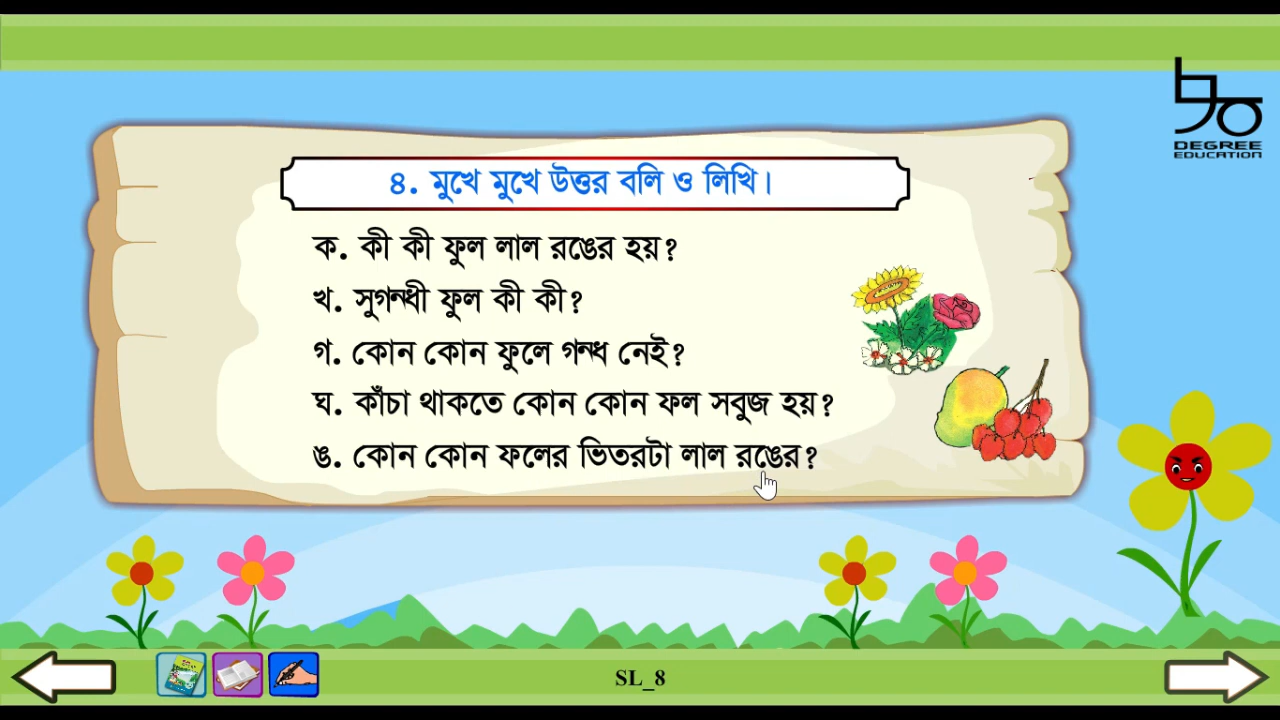 DEGREE
EDUCATION
৪. মুখে মুখে উত্তর বলি ও লিখি।
ক. কী কী ফুল লাল রঙের হয়?
খ. সুগন্ধী ফুল কী কী?
গ. কোন কোন ফুলে গন্ধ নেই?
ঘ. কাঁচা থাকতে কোন কোন ফল সবুজ হয়?
ঙ. কোন কোন ফলের ভিতরটা লাল রঙের?
SL_8